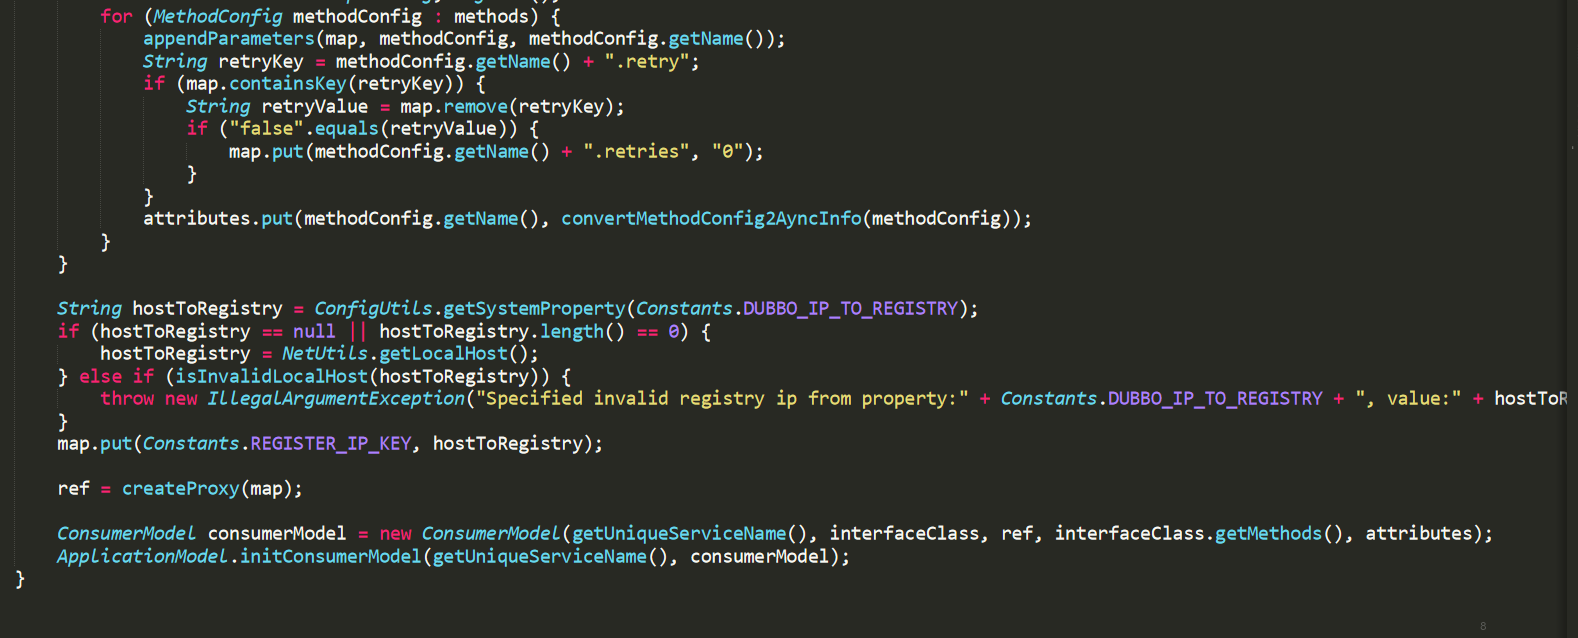 for (MethodConfig methodConfig : methods) {
appendParameters(map, methodConfig, methodConfig.getName());
String retryKey = methodConfig.getName() + ".retry";
if (map.containsKey(retryKey)) {
String retryValue = map.remove(retryKey);
if ("false".equals(retryValue)) {
map.put(methodConfig.getName() + ".retries", "0");
}
}
attributes.put(methodConfig.getName(), convertMethodConfig2AyncInfo(methodConfig));
}
}
String hostToRegistry = ConfigUtils.getSystemProperty(Constants.DUBBO_IP_TO_REGISTRY);
if (hostToRegistry == null || hostToRegistry.length() == 0) {
hostToRegistry = NetUtils.getLocalHost();
} else if (isInvalidLocalHost(hostToRegistry)) {
throw new IllegalArgumentException("Specified invalid registry ip from property:" + Constants.DUBBO_IP_TO_REGISTRY + ", value:" + hostToR
}
map.put(Constants.REGISTER_IP_KEY, hostToRegistry);
ref = createProxy(map);
ConsumerModel consumerModel = new ConsumerModel(getUniqueServiceName(), interfaceClass, ref, interfaceClass.getMethods(), attributes);
ApplicationModel.initConsumerModel(getUniqueServiceName(), consumerModel);
}
8